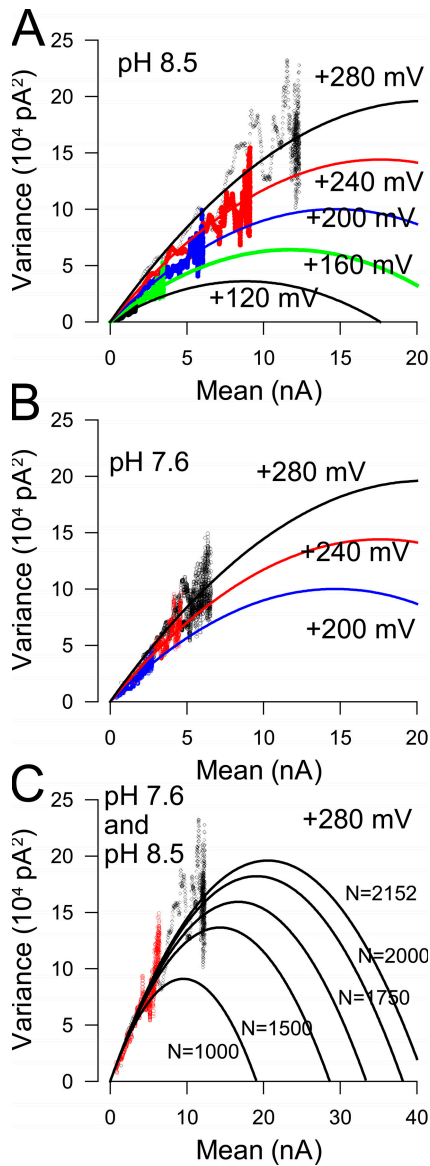 A
pH 8.5
Variance (10⁴ pA²)
25
20
15
10
5
0
+280 mV
+240 mV
+200 mV
+160 mV
+120 mV
0 5 10 15 20
Mean (nA)
B
pH 7.6
Variance (10⁴ pA²)
25
20
15
10
5
0
+280 mV
+240 mV
+200 mV
0 5 10 15 20
Mean (nA)
C
pH 7.6
and
pH 8.5
Variance (10⁴ pA²)
25
20
15
10
5
0
+280 mV
N=2152
N=2000
N=1750
N=1500
N=1000
0 10 20 30 40
Mean (nA)